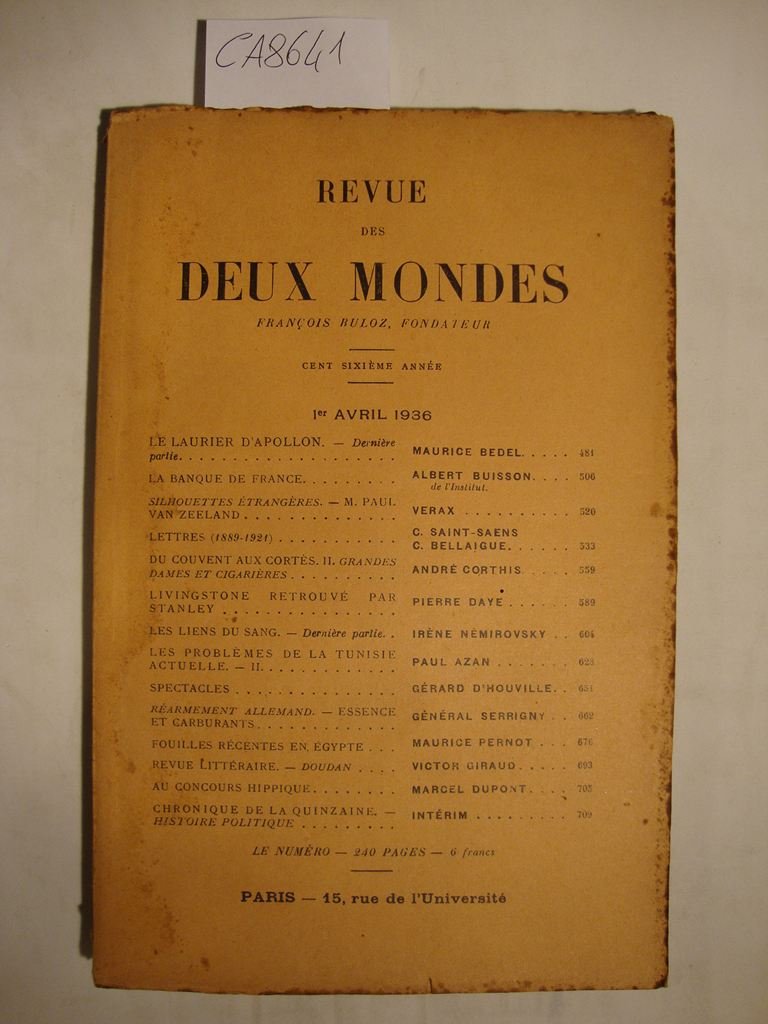 CA8641
REVUE
DES
DEUX MONDES
FRANÇOIS BULOZ, FONDATEUR
CENT SIXIÈME ANNÉE
1er AVRIL 1936
LE LAURIER D'APOLLON. — Dernière
partie. . . . . . . . . . . . . . . . . . . MAURICE BEDEL. . . . . 481
LA BANQUE DE FRANCE. . . . . . . . . ALBERT BUISSON. . . . 506
de l'Institut.
SILHOUETTES ÉTRANGÈRES. — M. PAUL
VAN ZEELAND . . . . . . . . . . . . . . . VERAX . . . . . . . . . . 520
LETTRES (1889-1921) . . . . . . . . . . . C. SAINT-SAENS
C. BELLAIGUE. . . . . . 533
DU COUVENT AUX CORTÈS. II. GRANDES
DAMES ET CIGARIÈRES . . . . . . . . . . ANDRÉ CORTHIS. . . . . 559
LIVINGSTONE RETROUVÉ PAR
STANLEY . . . . . . . . . . . . . . . . PIERRE DAYE . . . . . . 589
LES LIENS DU SANG. — Dernière partie. . IRÈNE NÉMIROVSKY . . 604
LES PROBLÈMES DE LA TUNISIE
ACTUELLE. — II. . . . . . . . . . . . . PAUL AZAN . . . . . . . 628
SPECTACLES . . . . . . . . . . . . . . . GÉRARD D'HOUVILLE. . 651
RÉARMEMENT ALLEMAND. — ESSENCE
ET CARBURANTS. . . . . . . . . . . . . GÉNÉRAL SERRIGNY . . 662
FOUILLES RÉCENTES EN ÉGYPTE . . . MAURICE PERNOT . . . 676
REVUE LITTÉRAIRE. — DOUDAN . . . . VICTOR GIRAUD. . . . . 693
AU CONCOURS HIPPIQUE. . . . . . . . MARCEL DUPONT. . . . 705
CHRONIQUE DE LA QUINZAINE. —
HISTOIRE POLITIQUE . . . . . . . . . INTÉRIM . . . . . . . . . 709
LE NUMÉRO — 240 PAGES — 6 francs
PARIS — 15, rue de l'Université